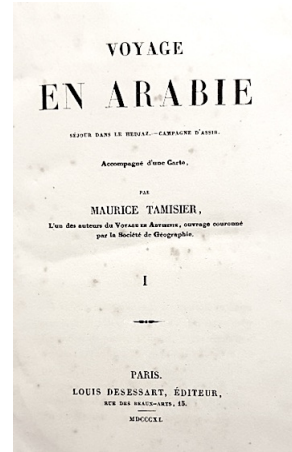 VOYAGE
EN ARABIE
SÉJOUR DANS LE HEDJAZ.—CAMPAGNE D'ASSIR.
Accompagné d'une Carte,
PAR
MAURICE TAMISIER,
L'un des auteurs du VOYAGE EN ABYSSINIE, ouvrage couronné
par la Société de Géographie.
I
PARIS.
LOUIS DESESSART, ÉDITEUR,
RUE DES BEAUX-ARTS, 15.
MDCCCXL